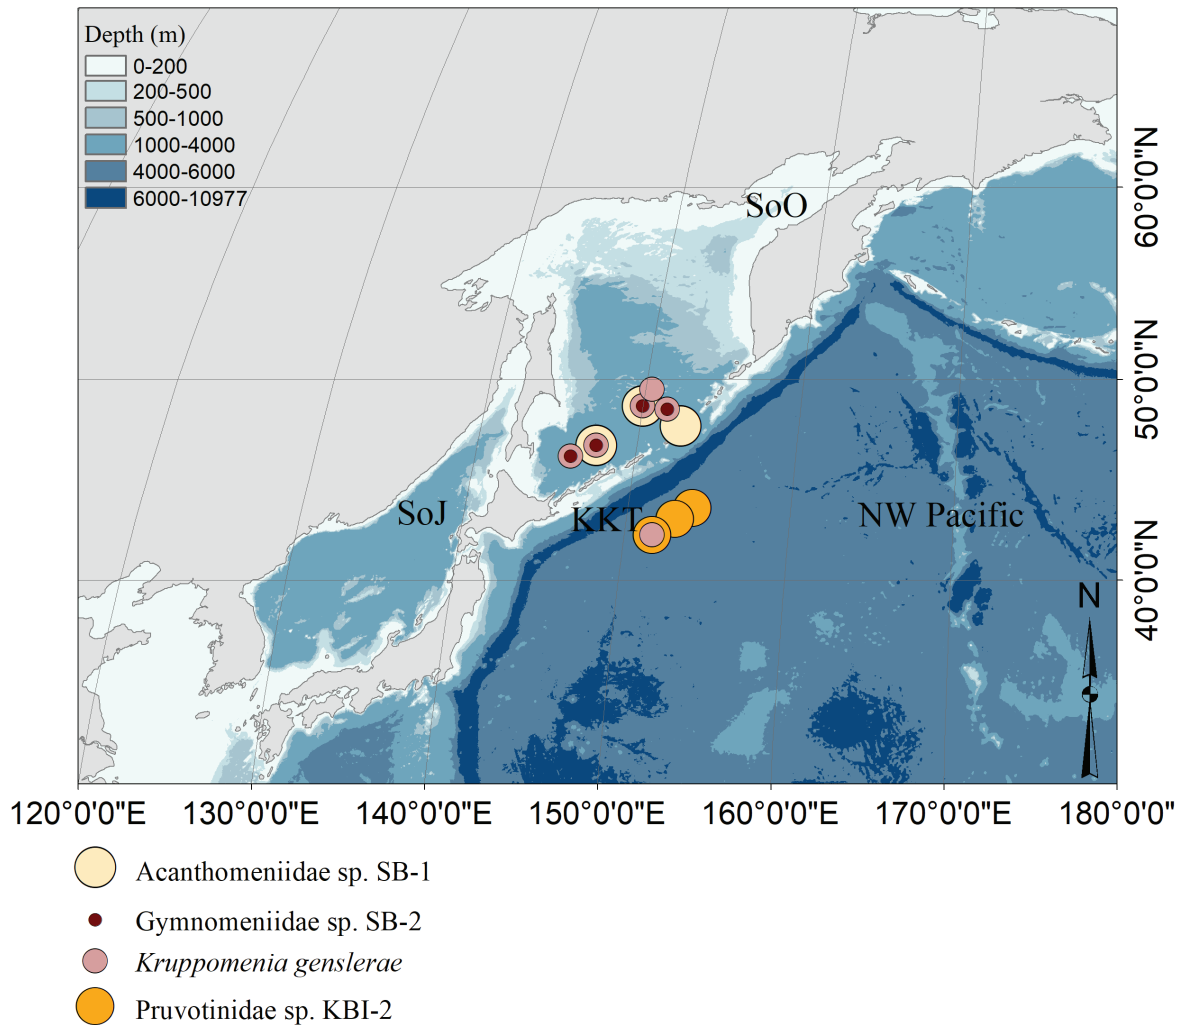 Depth (m)
0-200
200-500
500-1000
1000-4000
4000-6000
6000-10977
SoO
SoJ
KKT
NW Pacific
N
60°0'0"N
50°0'0"N
40°0'0"N
120°0'0"E 130°0'0"E 140°0'0"E 150°0'0"E 160°0'0"E 170°0'0"E 180°0'0"
Acanthomeniidae sp. SB-1
Gymnomeniidae sp. SB-2
Kruppomenia genslerae
Pruvotinidae sp. KBI-2